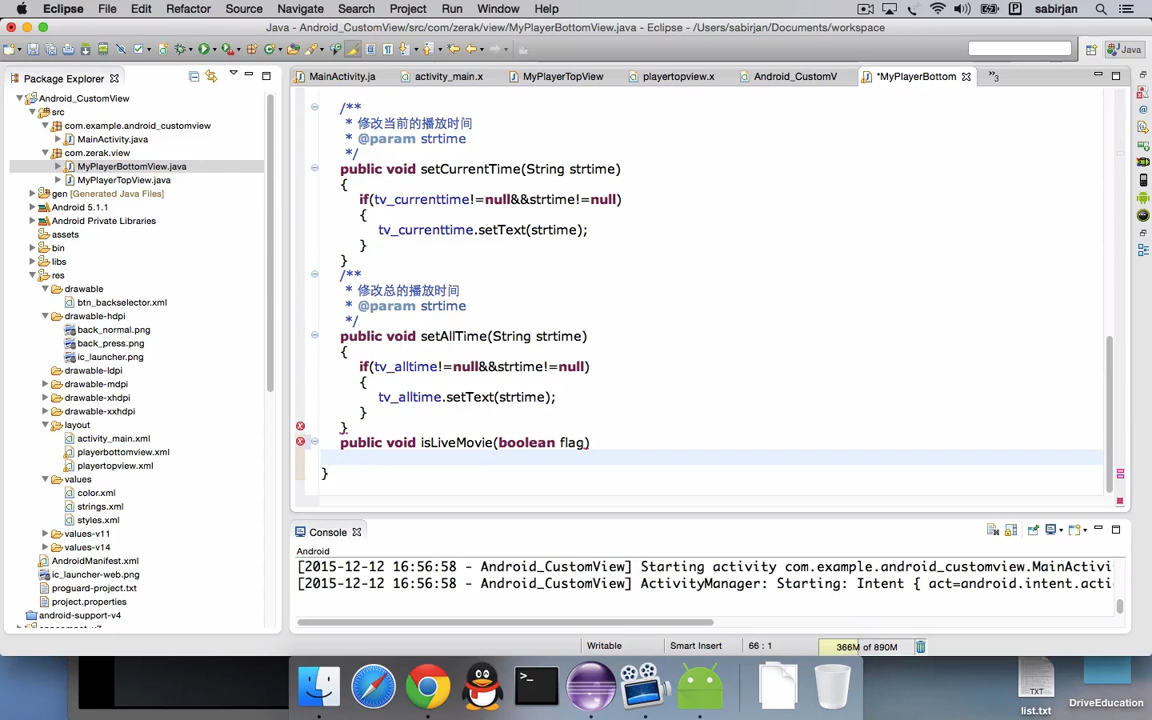 Eclipse File Edit Refactor Source Navigate Search Project Run Window Help sabirjan
Java - Android_CustomView/src/com/zerak/view/MyPlayerBottomView.java - Eclipse - /Users/sabirjan/Documents/workspace
Java
Package Explorer
MainActivity.ja activity_main.x MyPlayerTopView playertopview.x Android_CustomV *MyPlayerBottom »3
Android_CustomView
src
com.example.android_customview
MainActivity.java
com.zerak.view
MyPlayerBottomView.java
MyPlayerTopView.java
gen [Generated Java Files]
Android 5.1.1
Android Private Libraries
assets
bin
libs
res
drawable
btn_backselector.xml
drawable-hdpi
back_normal.png
back_press.png
ic_launcher.png
drawable-ldpi
drawable-mdpi
drawable-xhdpi
drawable-xxhdpi
layout
activity_main.xml
playerbottomview.xml
playertopview.xml
values
color.xml
strings.xml
styles.xml
values-v11
values-v14
AndroidManifest.xml
ic_launcher-web.png
proguard-project.txt
project.properties
android-support-v4
/**
* 修改当前的播放时间
* @param strtime
*/
public void setCurrentTime(String strtime)
{
if(tv_currenttime!=null&&strtime!=null)
{
tv_currenttime.setText(strtime);
}
}
/**
* 修改总的播放时间
* @param strtime
*/
public void setAllTime(String strtime)
{
if(tv_alltime!=null&&strtime!=null)
{
tv_alltime.setText(strtime);
}
}
public void isLiveMovie(boolean flag)
}
Console
Android
[2015-12-12 16:56:58 - Android_CustomView] Starting activity com.example.android_customview.MainActivi
[2015-12-12 16:56:58 - Android_CustomView] ActivityManager: Starting: Intent { act=android.intent.acti
Writable Smart Insert 66 : 1 366M of 890M
TXT
list.txt
DriveEducation